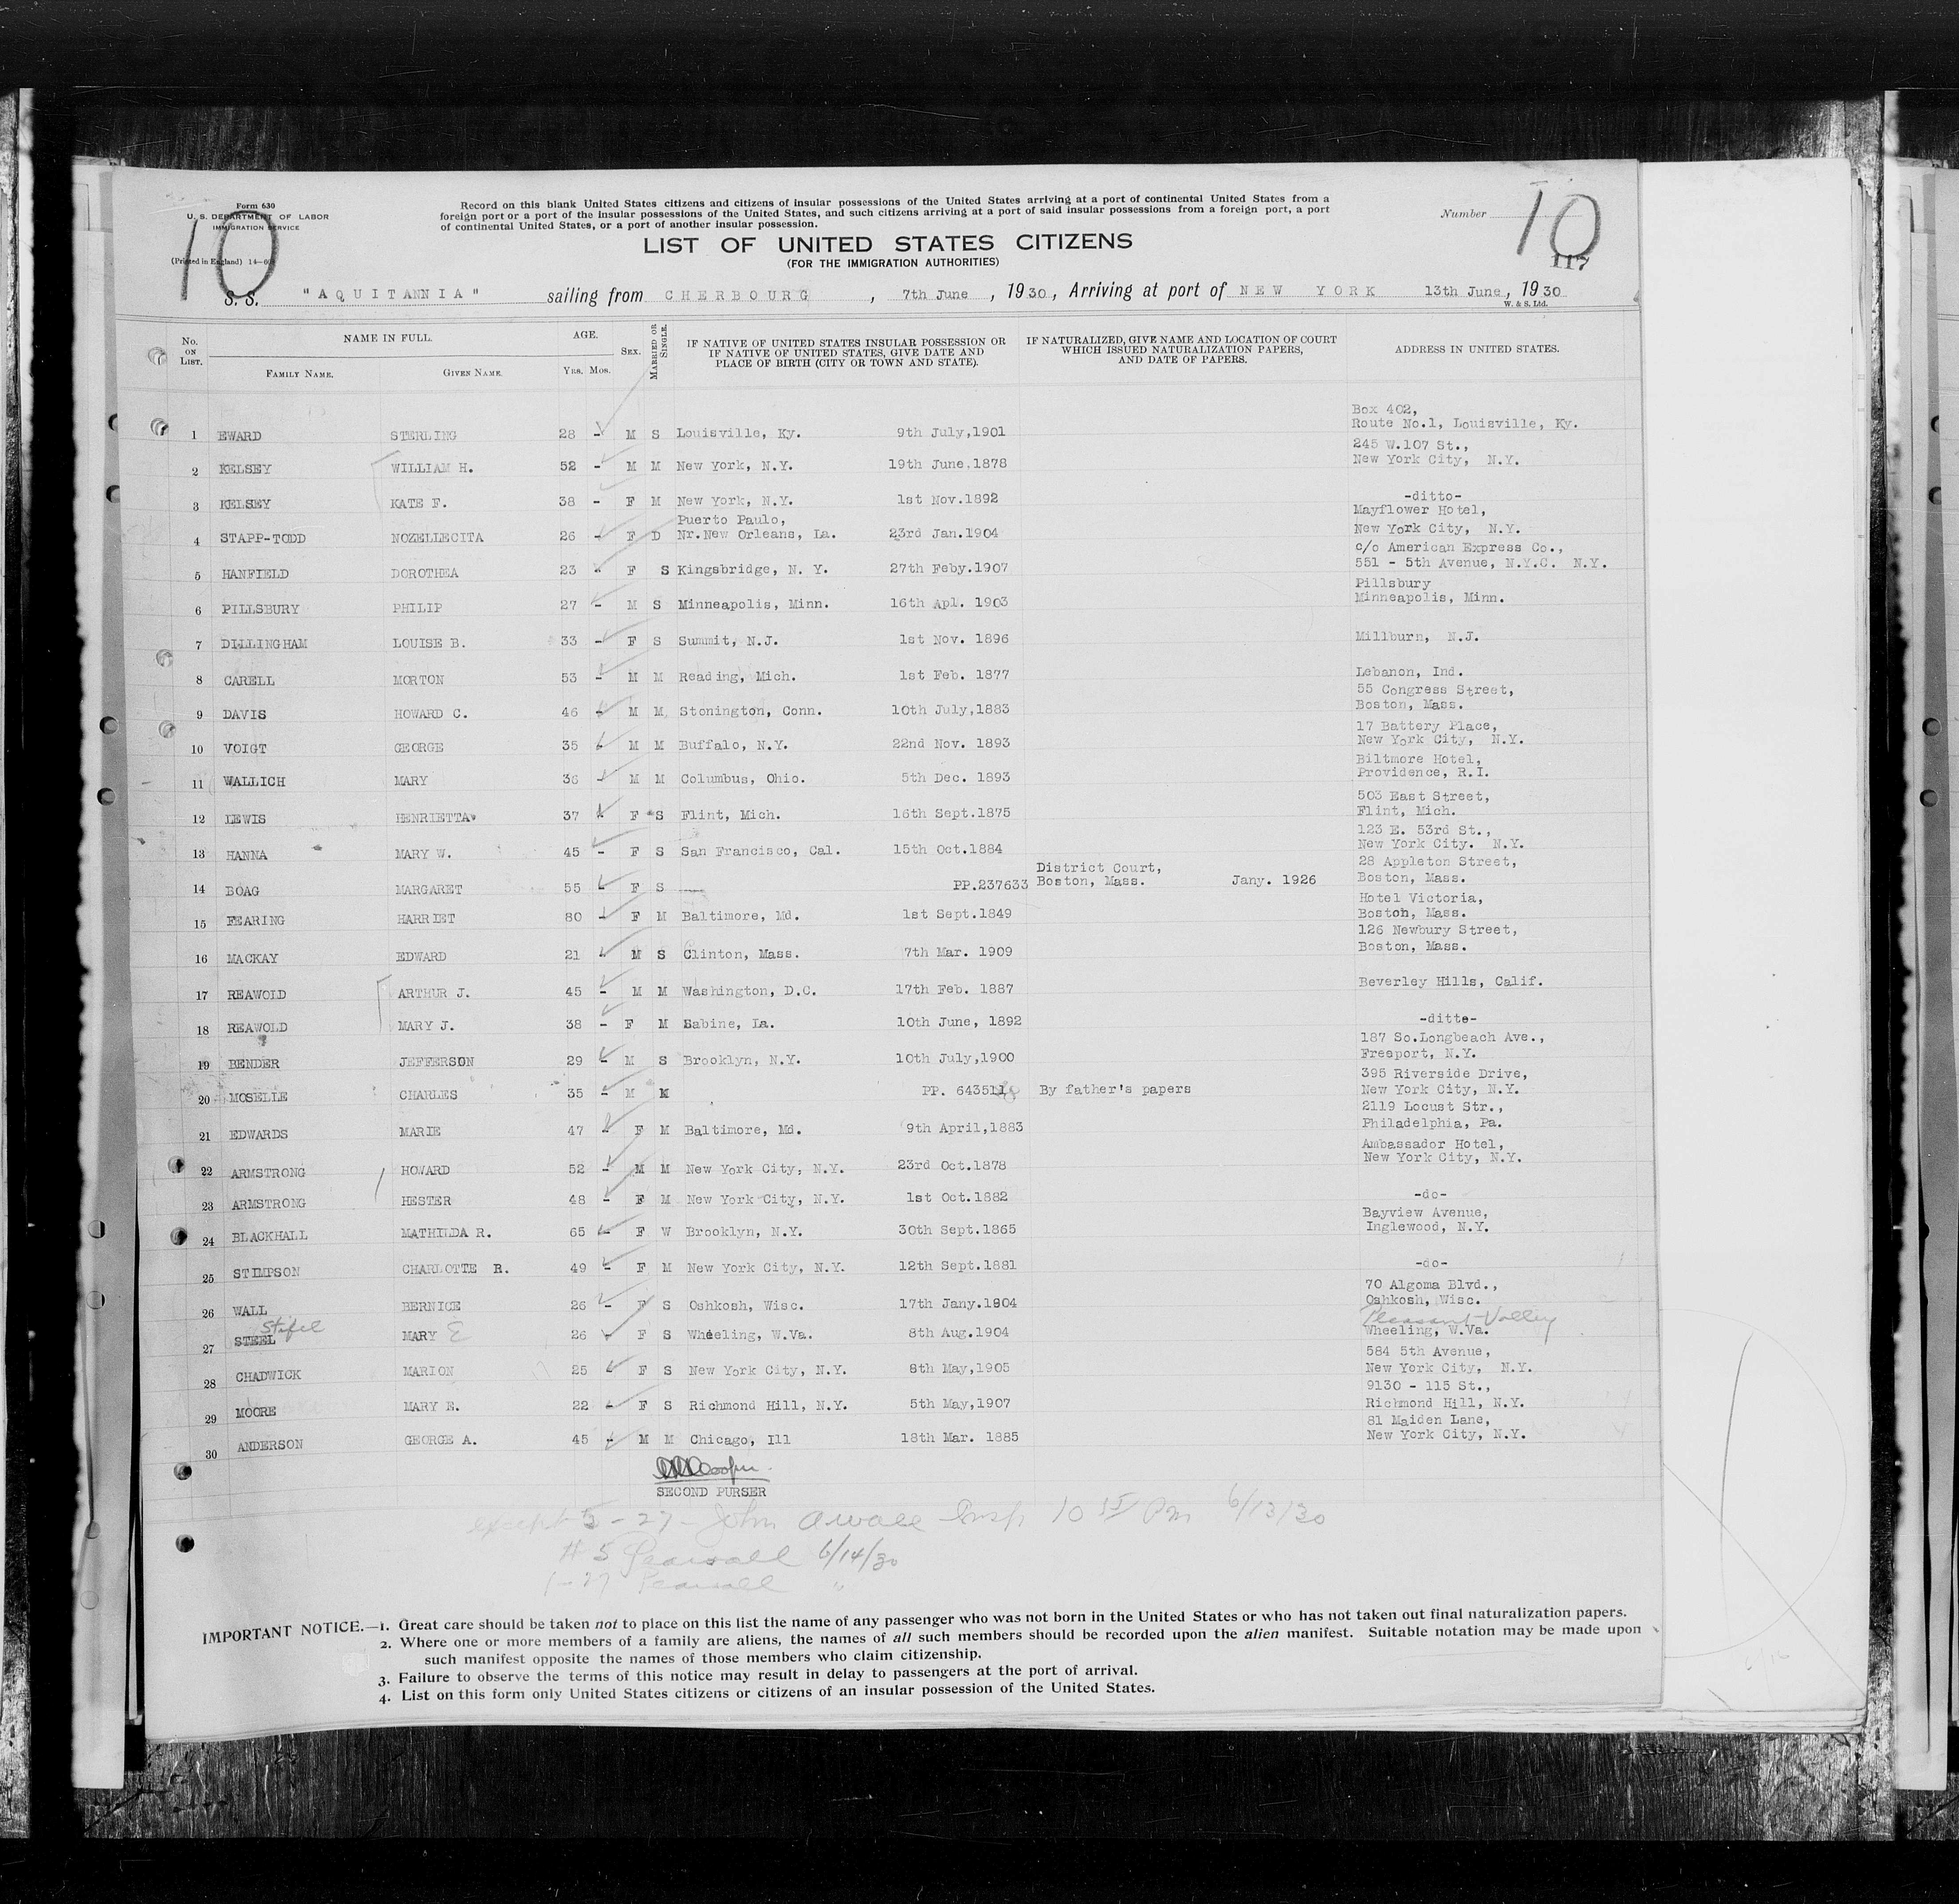 Form 630
U. S. DEPARTMENT OF LABOR
IMMIGRATION SERVICE
(Printed in England) 14-60
10
Record on this blank United States citizens and citizens of insular possessions of the United States arriving at a port of continental United States from a
foreign port or a port of the insular possessions of the United States, and such citizens arriving at a port of said insular possessions from a foreign port, a port
of continental United States, or a port of another insular possession.
Number
10
117
LIST OF UNITED STATES CITIZENS
(FOR THE IMMIGRATION AUTHORITIES)
S. S. "AQUITANNIA" sailing from CHERBOURG, 7th June, 1930, Arriving at port of NEW YORK 13th June, 1930
W. & S. Ltd.
No. ON LIST. NAME IN FULL. FAMILY NAME. GIVEN NAME. AGE. YRS. MOS. SEX. MARRIED OR SINGLE. IF NATIVE OF UNITED STATES INSULAR POSSESSION OR IF NATIVE OF UNITED STATES, GIVE DATE AND PLACE OF BIRTH (CITY OR TOWN AND STATE). IF NATURALIZED, GIVE NAME AND LOCATION OF COURT WHICH ISSUED NATURALIZATION PAPERS, AND DATE OF PAPERS. ADDRESS IN UNITED STATES.
Box 402,
1 EWARD STERLING 28 - M S Louisville, Ky. 9th July,1901 Route No.1, Louisville, Ky.
245 W.107 St.,
2 KELSEY WILLIAM H. 52 - M M New York, N.Y. 19th June,1878 New York City, N.Y.
3 KELSEY KATE F. 38 - F M New York, N.Y. 1st Nov.1892 -ditto-
Puerto Paulo, Mayflower Hotel,
4 STAPP-TODD NOZELLECITA 26 - F D Nr.New Orleans, La. 23rd Jan.1904 New York City, N.Y.
c/o American Express Co.,
5 HANFIELD DOROTHEA 23 - F S Kingsbridge, N. Y. 27th Feby.1907 551 - 5th Avenue, N.Y.C. N.Y.
Pillsbury
6 PILLSBURY PHILIP 27 - M S Minneapolis, Minn. 16th Apl. 1903 Minneapolis, Minn.
7 DILLINGHAM LOUISE B. 33 - F S Summit, N.J. 1st Nov. 1896 Millburn, N.J.
8 CARELL MORTON 53 - M M Reading, Mich. 1st Feb. 1877 Lebanon, Ind.
55 Congress Street,
9 DAVIS HOWARD C. 46 - M M Stonington, Conn. 10th July,1883 Boston, Mass.
17 Battery Place,
10 VOIGT GEORGE 35 - M M Buffalo, N.Y. 22nd Nov. 1893 New York City, N.Y.
Biltmore Hotel,
11 WALLICH MARY 36 - M M Columbus, Ohio. 5th Dec. 1893 Providence, R.I.
503 East Street,
12 LEWIS HENRIETTA 37 - F S Flint, Mich. 16th Sept.1875 Flint, Mich.
123 E. 53rd St.,
13 HANNA MARY W. 45 - F S San Francisco, Cal. 15th Oct.1884 New York City. N.Y.
District Court, 28 Appleton Street,
14 BOAG MARGARET 55 - F S PP.237633 Boston, Mass. Jany. 1926 Boston, Mass.
Hotel Victoria,
15 FEARING HARRIET 80 - F M Baltimore, Md. 1st Sept.1849 Boston, Mass.
126 Newbury Street,
16 MACKAY EDWARD 21 - M S Clinton, Mass. 7th Mar. 1909 Boston, Mass.
17 REAWOLD ARTHUR J. 45 - M M Washington, D.C. 17th Feb. 1887 Beverley Hills, Calif.
18 REAWOLD MARY J. 38 - F M Sabine, La. 10th June, 1892 -ditto-
187 So.Longbeach Ave.,
19 BENDER JEFFERSON 29 - M S Brooklyn, N.Y. 10th July,1900 Freeport, N.Y.
395 Riverside Drive,
20 MOSELLE CHARLES 35 - M M PP. 643511 By father's papers New York City, N.Y.
2119 Locust Str.,
21 EDWARDS MARIE 47 - F M Baltimore, Md. 9th April,1883 Philadelphia, Pa.
Ambassador Hotel,
22 ARMSTRONG HOWARD 52 - M M New York City, N.Y. 23rd Oct.1878 New York City, N.Y.
23 ARMSTRONG HESTER 48 - F M New York City, N.Y. 1st Oct.1882 -do-
Bayview Avenue,
24 BLACKHALL MATHILDA R. 65 - F W Brooklyn, N.Y. 30th Sept.1865 Inglewood, N.Y.
25 STIMPSON CHARLOTTE R. 49 - F M New York City, N.Y. 12th Sept.1881 -do-
70 Algoma Blvd.,
26 WALL BERNICE 26 - F S Oshkosh, Wisc. 17th Jany.1904 Oshkosh, Wisc.
Stifel Pleasant Valley
27 STEEL MARY E 26 - F S Wheeling, W.Va. 8th Aug.1904 Wheeling, W.Va.
584 5th Avenue,
28 CHADWICK MARION 25 - F S New York City, N.Y. 8th May,1905 New York City, N.Y.
9130 - 115 St.,
29 MOORE MARY E. 22 - F S Richmond Hill, N.Y. 5th May,1907 Richmond Hill, N.Y.
81 Maiden Lane,
30 ANDERSON GEORGE A. 45 - M M Chicago, Ill 18th Mar. 1885 New York City, N.Y.
SECOND PURSER
except 5 - 27 - John Insp 10 PM 6/13/30
# 5 Pearsall 6/14/30
1-27 Pearsall "
IMPORTANT NOTICE.—1. Great care should be taken not to place on this list the name of any passenger who was not born in the United States or who has not taken out final naturalization papers.
2. Where one or more members of a family are aliens, the names of all such members should be recorded upon the alien manifest. Suitable notation may be made upon
such manifest opposite the names of those members who claim citizenship.
3. Failure to observe the terms of this notice may result in delay to passengers at the port of arrival.
4. List on this form only United States citizens or citizens of an insular possession of the United States.